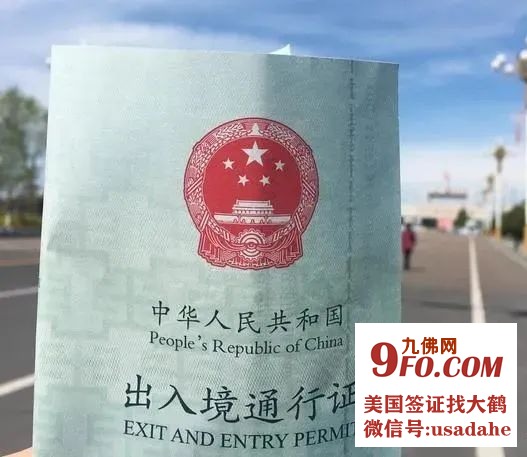 中华人民共和国
People's Republic of China
出入境通行证
EXIT AND ENTRY PERMIT
九佛网
9FO.COM
美国签证找大鹤
微信号:usadahe